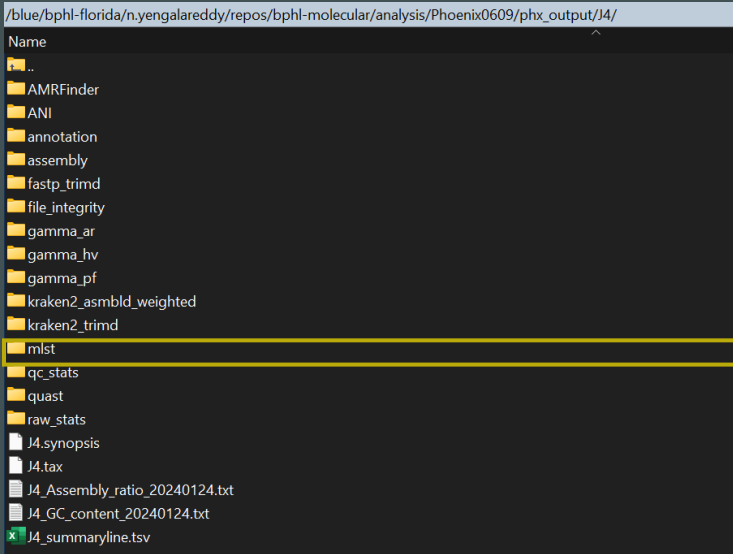 /blue/bphl-florida/n.yengalareddy/repos/bphl-molecular/analysis/Phoenix0609/phx_output/J4/
Name
..
AMRFinder
ANI
annotation
assembly
fastp_trimd
file_integrity
gamma_ar
gamma_hv
gamma_pf
kraken2_asmbld_weighted
kraken2_trimd
mlst
qc_stats
quast
raw_stats
J4.synopsis
J4.tax
J4_Assembly_ratio_20240124.txt
J4_GC_content_20240124.txt
J4_summaryline.tsv